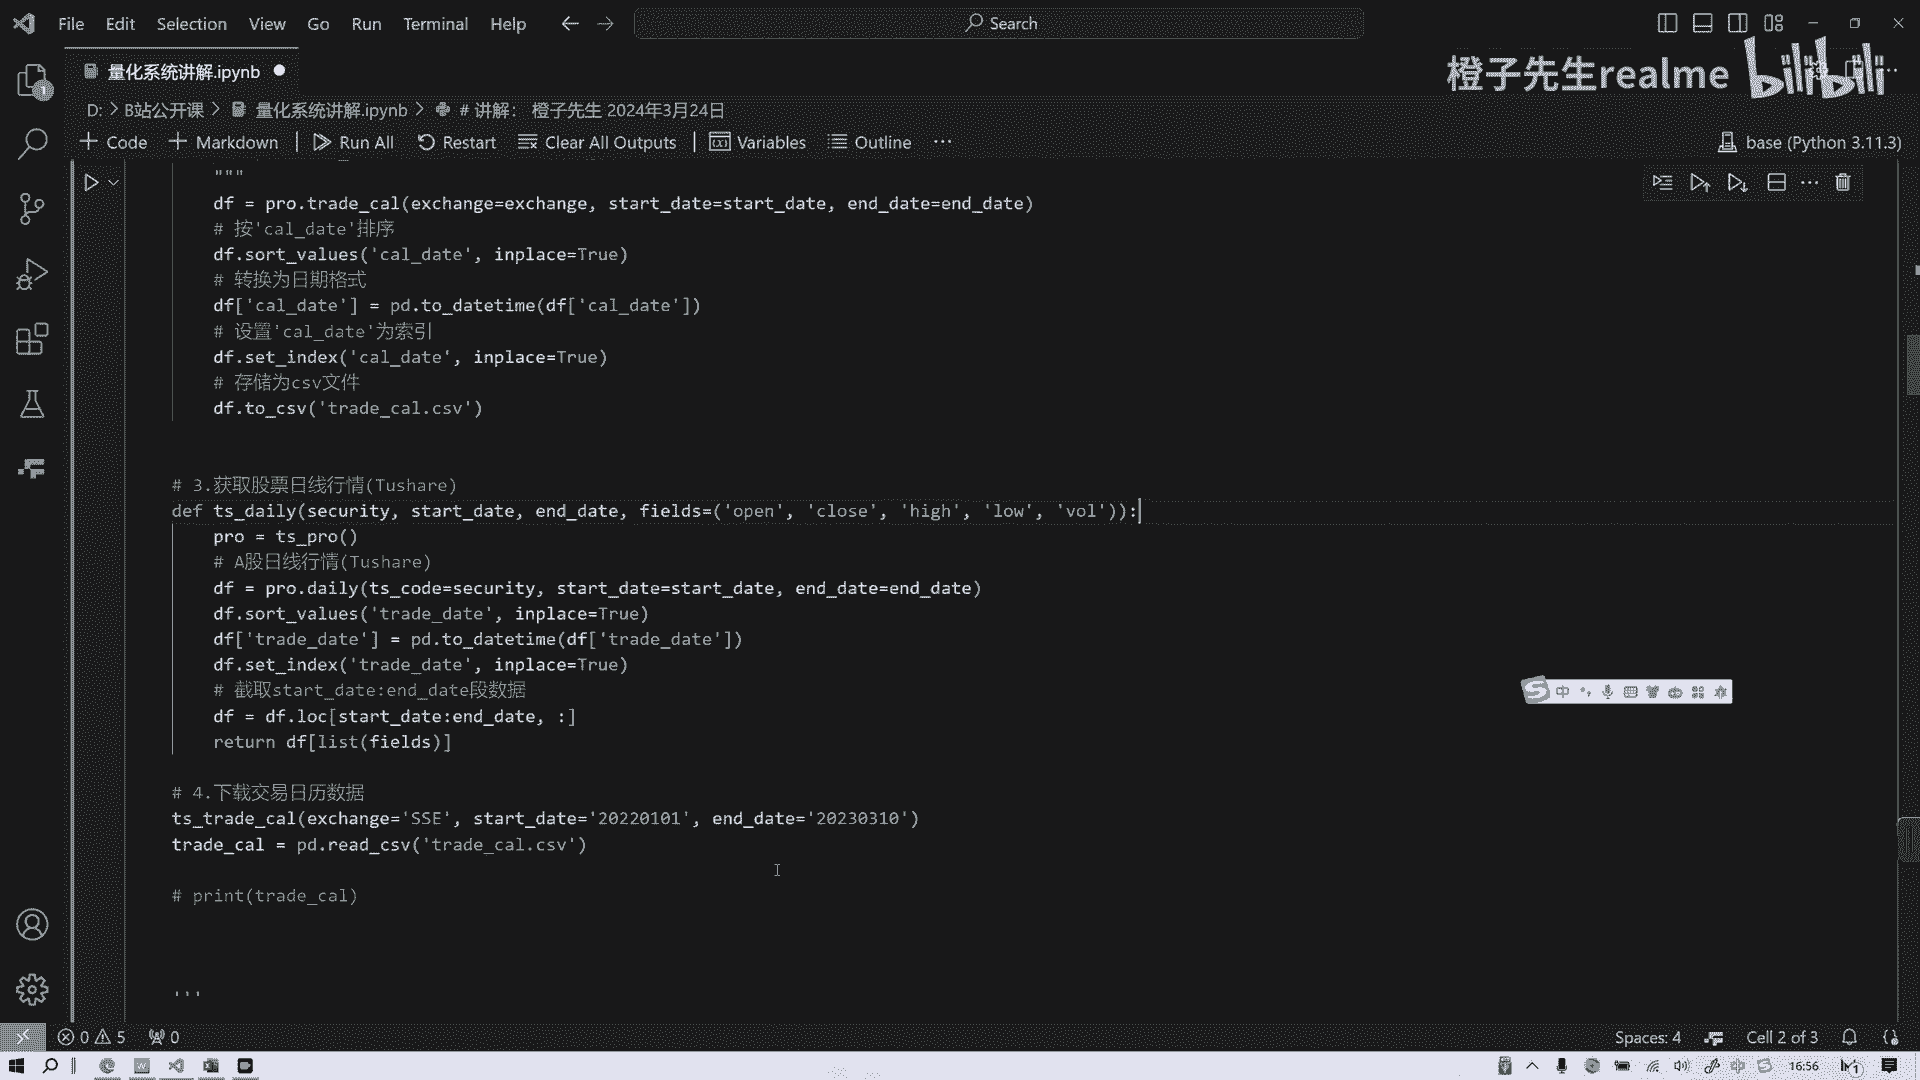 File Edit Selection View Go Run Terminal Help Search
量化系统讲解.ipynb
橙子先生realme bilibili
D: > B站公开课 > 量化系统讲解.ipynb > # 讲解： 橙子先生 2024年3月24日
+ Code + Markdown Run All Restart Clear All Outputs Variables Outline ... base (Python 3.11.3)
"""
df = pro.trade_cal(exchange=exchange, start_date=start_date, end_date=end_date)
# 按'cal_date'排序
df.sort_values('cal_date', inplace=True)
# 转换为日期格式
df['cal_date'] = pd.to_datetime(df['cal_date'])
# 设置'cal_date'为索引
df.set_index('cal_date', inplace=True)
# 存储为csv文件
df.to_csv('trade_cal.csv')
# 3.获取股票日线行情(Tushare)
def ts_daily(security, start_date, end_date, fields=('open', 'close', 'high', 'low', 'vol')):
pro = ts_pro()
# A股日线行情(Tushare)
df = pro.daily(ts_code=security, start_date=start_date, end_date=end_date)
df.sort_values('trade_date', inplace=True)
df['trade_date'] = pd.to_datetime(df['trade_date'])
df.set_index('trade_date', inplace=True)
# 截取start_date:end_date段数据
df = df.loc[start_date:end_date, :]
return df[list(fields)]
# 4.下载交易日历数据
ts_trade_cal(exchange='SSE', start_date='20220101', end_date='20230310')
trade_cal = pd.read_csv('trade_cal.csv')
# print(trade_cal)
'''
0 5 0 Spaces: 4 Cell 2 of 3
16:56